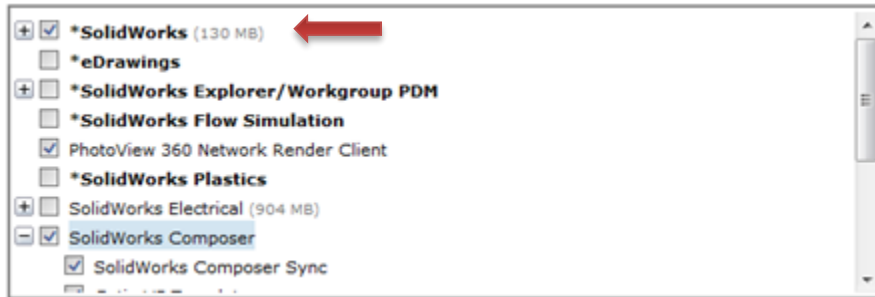 *SolidWorks (130 MB)
*eDrawings
*SolidWorks Explorer/Workgroup PDM
*SolidWorks Flow Simulation
PhotoView 360 Network Render Client
*SolidWorks Plastics
SolidWorks Electrical (904 MB)
SolidWorks Composer
SolidWorks Composer Sync